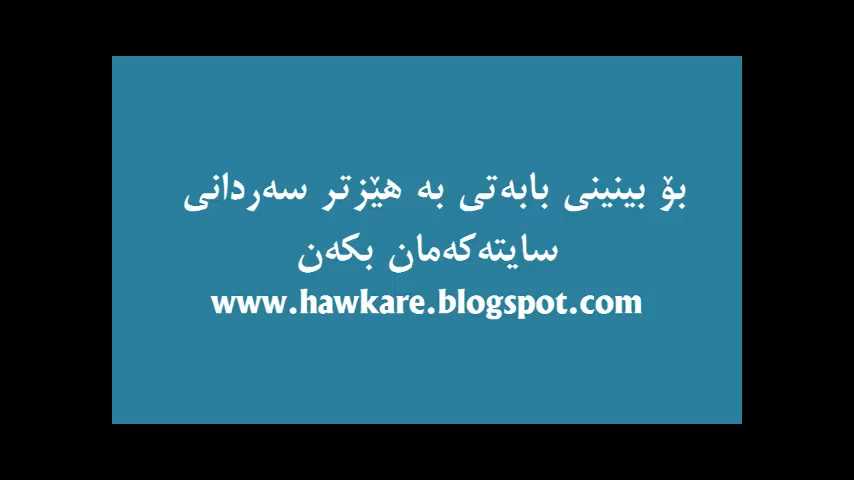 بۆ بینینی بابەتی بە هێزتر سەردانی
سایتەکەمان بکەن
www.hawkare.blogspot.com